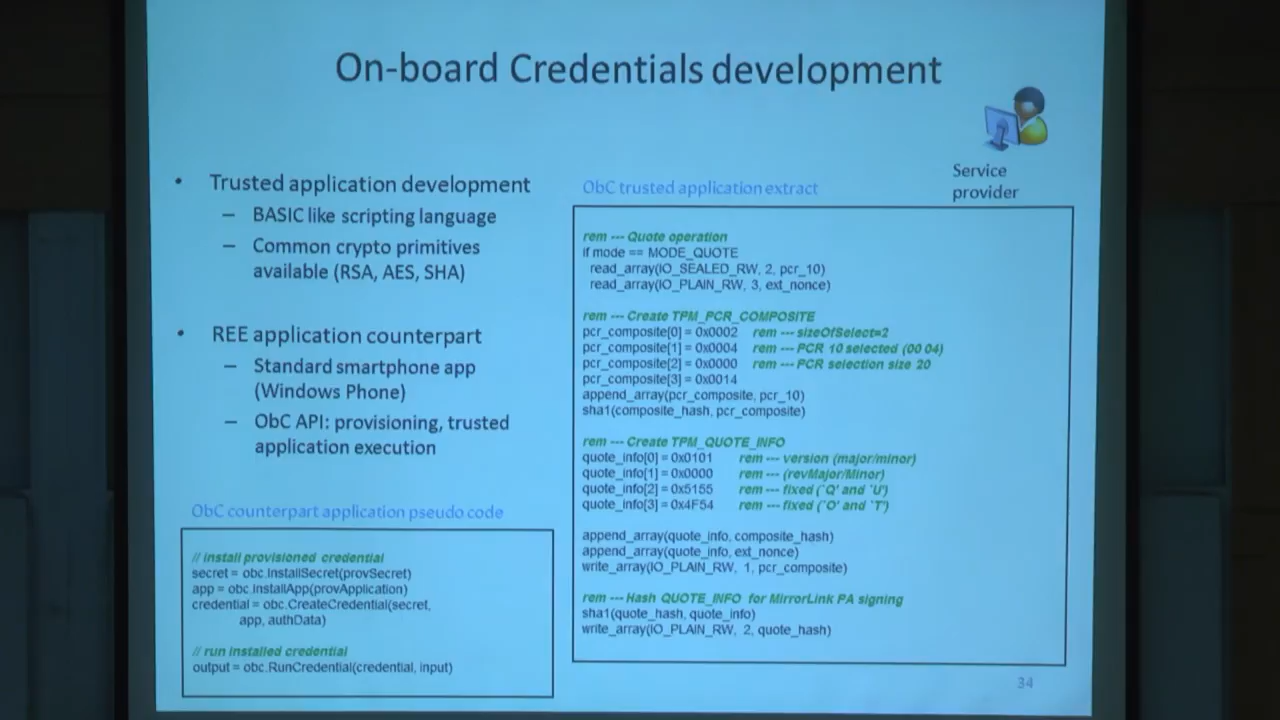 On-board Credentials development
Service
provider
• Trusted application development
– BASIC like scripting language
– Common crypto primitives
available (RSA, AES, SHA)
• REE application counterpart
– Standard smartphone app
(Windows Phone)
– ObC API: provisioning, trusted
application execution
ObC counterpart application pseudo code
// install provisioned credential
secret = obc.InstallSecret(provSecret)
app = obc.InstallApp(provApplication)
credential = obc.CreateCredential(secret,
app, authData)
// run installed credential
output = obc.RunCredential(credential, input)
ObC trusted application extract
rem --- Quote operation
if mode == MODE_QUOTE
read_array(IO_SEALED_RW, 2, pcr_10)
read_array(IO_PLAIN_RW, 3, ext_nonce)
rem --- Create TPM_PCR_COMPOSITE
pcr_composite[0] = 0x0002 rem --- sizeOfSelect=2
pcr_composite[1] = 0x0004 rem --- PCR 10 selected (00 04)
pcr_composite[2] = 0x0000 rem --- PCR selection size 20
pcr_composite[3] = 0x0014
append_array(pcr_composite, pcr_10)
sha1(composite_hash, pcr_composite)
rem --- Create TPM_QUOTE_INFO
quote_info[0] = 0x0101 rem --- version (major/minor)
quote_info[1] = 0x0000 rem --- (revMajor/Minor)
quote_info[2] = 0x5155 rem --- fixed (`Q' and `U')
quote_info[3] = 0x4F54 rem --- fixed (`O' and `T')
append_array(quote_info, composite_hash)
append_array(quote_info, ext_nonce)
write_array(IO_PLAIN_RW, 1, pcr_composite)
rem --- Hash QUOTE_INFO for MirrorLink PA signing
sha1(quote_hash, quote_info)
write_array(IO_PLAIN_RW, 2, quote_hash)
34